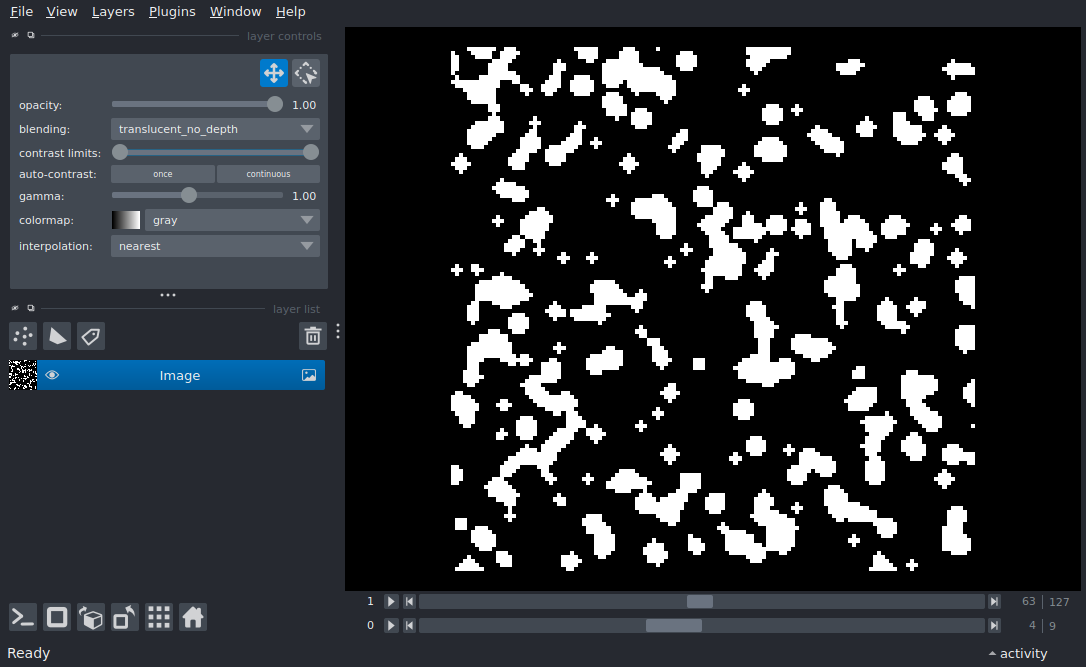 File View Layers Plugins Window Help
layer controls
opacity: 1.00
blending: translucent_no_depth
contrast limits:
auto-contrast: once continuous
gamma: 1.00
colormap: gray
interpolation: nearest
layer list
Image
1 63 127
0 4 9
Ready activity